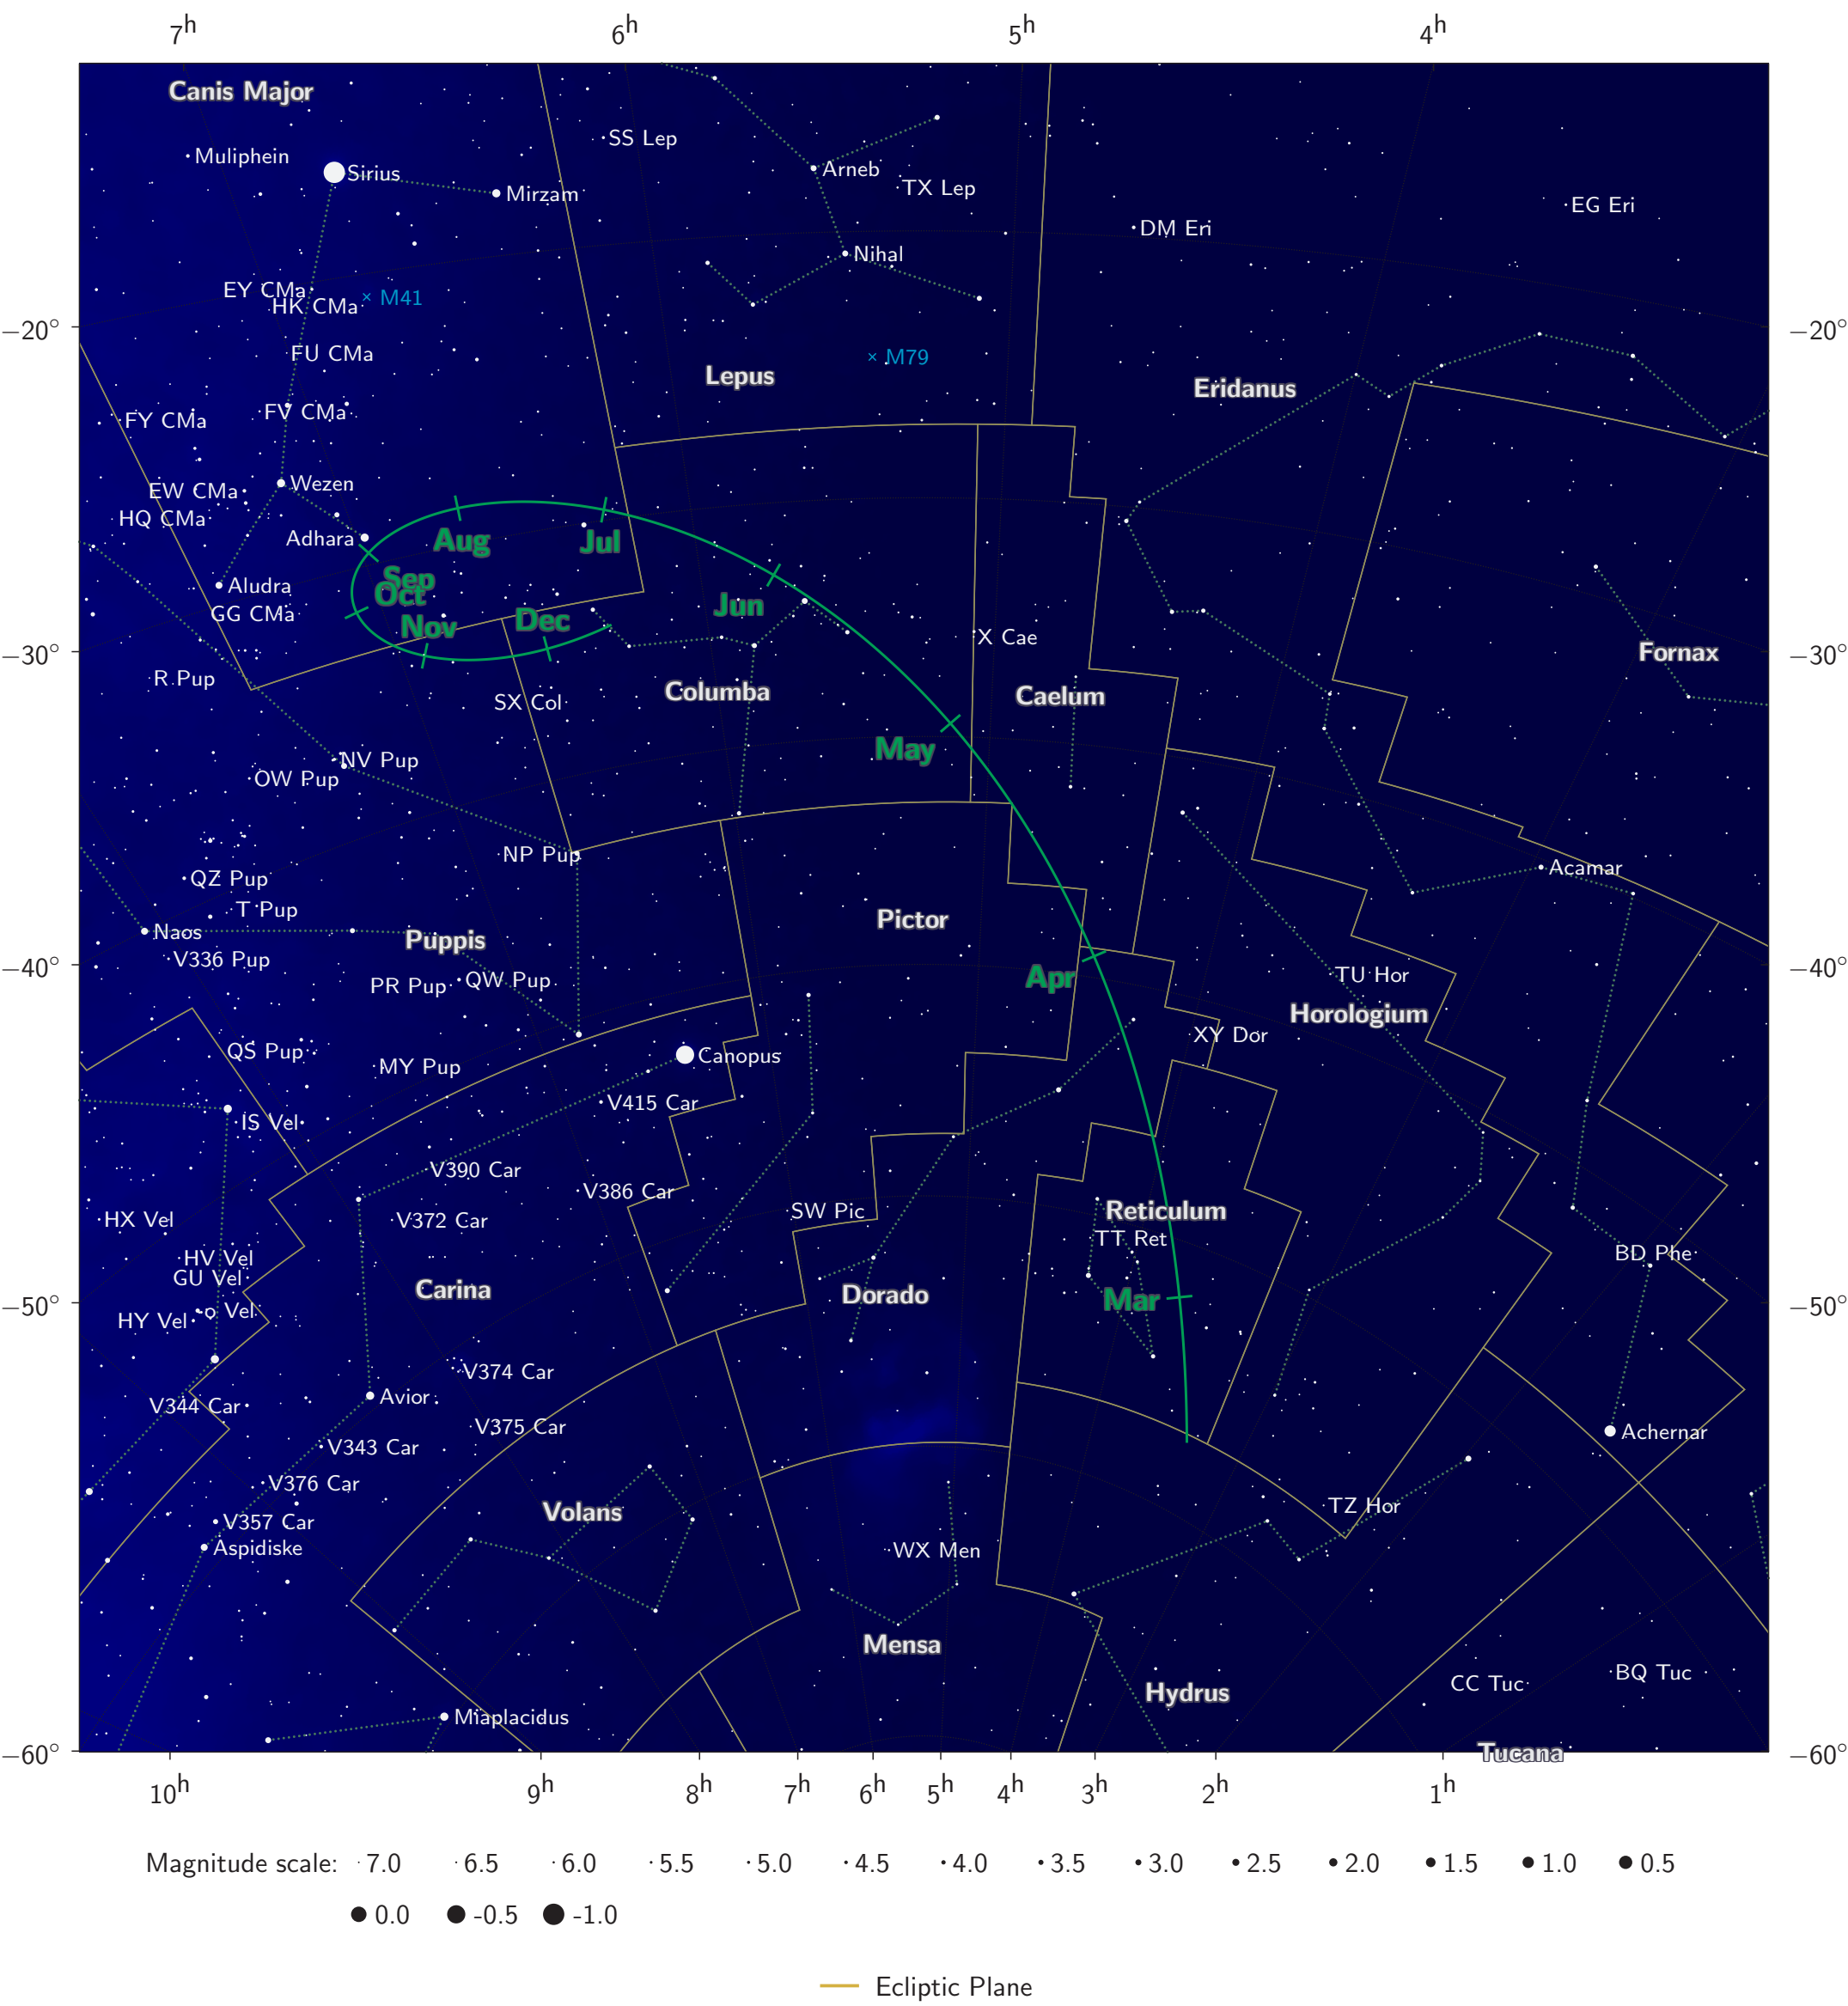 7h 6h 5h 4h
Canis Major
SS Lep
Muliphein
Sirius
Arneb
TX Lep
Mirzam
EG Eri
DM Eri
Nihal
EY CMa
HK CMa
× M41
−20°
−20°
FU CMa
× M79
Lepus
Eridanus
FV CMa
FY CMa
Wezen
EW CMa
HQ CMa
Adhara
Aug
Jul
Sep
Aludra
Oct
Jun
GG CMa
Dec
Nov
X Cae
−30°
Fornax
−30°
R Pup
Columba
Caelum
SX Col
May
NV Pup
OW Pup
NP Pup
Acamar
QZ Pup
T Pup
Pictor
Naos
Puppis
V336 Pup
−40°
−40°
Apr
TU Hor
PR Pup
QW Pup
Horologium
XY Dor
QS Pup
Canopus
MY Pup
V415 Car
IS Vel
V390 Car
V386 Car
SW Pic
Reticulum
HX Vel
V372 Car
TT Ret
HV Vel
BD Phe
GU Vel
Carina
Dorado
Mar
−50°
−50°
o Vel
HY Vel
V374 Car
Avior
V344 Car
V375 Car
Achernar
V343 Car
V376 Car
Volans
TZ Hor
V357 Car
Aspidiske
WX Men
Mensa
BQ Tuc
CC Tuc
Hydrus
Miaplacidus
−60°
Tucana
−60°
10h 9h 8h 7h 6h 5h 4h 3h 2h 1h
Magnitude scale: 7.0 6.5 6.0 5.5 5.0 4.5 4.0 3.5 3.0 2.5 2.0 1.5 1.0 0.5
0.0 -0.5 -1.0
Ecliptic Plane